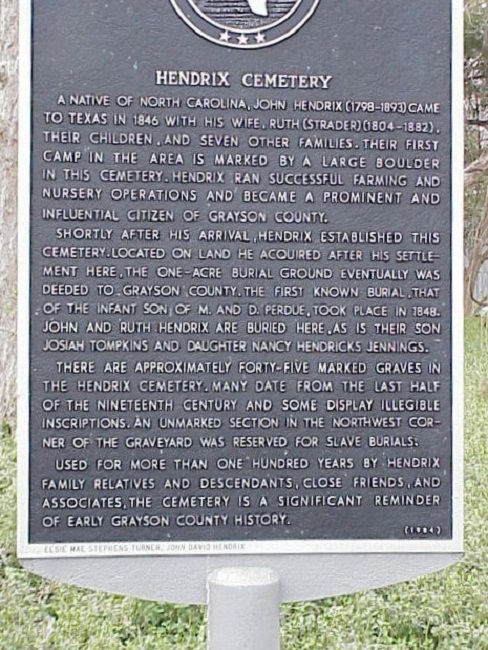 HENDRIX CEMETERY
A NATIVE OF NORTH CAROLINA, JOHN HENDRIX (1798-1893) CAME
TO TEXAS IN 1846 WITH HIS WIFE, RUTH (STRADER) (1804-1882),
THEIR CHILDREN, AND SEVEN OTHER FAMILIES. THEIR FIRST
CAMP IN THE AREA IS MARKED BY A LARGE BOULDER
IN THIS CEMETERY. HENDRIX RAN SUCCESSFUL FARMING AND
NURSERY OPERATIONS AND BECAME A PROMINENT AND
INFLUENTIAL CITIZEN OF GRAYSON COUNTY.
SHORTLY AFTER HIS ARRIVAL, HENDRIX ESTABLISHED THIS
CEMETERY. LOCATED ON LAND HE ACQUIRED AFTER HIS SETTLE-
MENT HERE, THE ONE-ACRE BURIAL GROUND EVENTUALLY WAS
DEEDED TO GRAYSON COUNTY. THE FIRST KNOWN BURIAL, THAT
OF THE INFANT SON OF M. AND D. PERDUE, TOOK PLACE IN 1848.
JOHN AND RUTH HENDRIX ARE BURIED HERE, AS IS THEIR SON
JOSIAH TOMPKINS AND DAUGHTER NANCY HENDRICKS JENNINGS.
THERE ARE APPROXIMATELY FORTY-FIVE MARKED GRAVES IN
THE HENDRIX CEMETERY. MANY DATE FROM THE LAST HALF
OF THE NINETEENTH CENTURY AND SOME DISPLAY ILLEGIBLE
INSCRIPTIONS. AN UNMARKED SECTION IN THE NORTHWEST COR-
NER OF THE GRAVEYARD WAS RESERVED FOR SLAVE BURIALS.
USED FOR MORE THAN ONE HUNDRED YEARS BY HENDRIX
FAMILY RELATIVES AND DESCENDANTS, CLOSE FRIENDS, AND
ASSOCIATES, THE CEMETERY IS A SIGNIFICANT REMINDER
OF EARLY GRAYSON COUNTY HISTORY.
(1984)
ELSIE MAE STEPHENS TURNER, JOHN DAVID HENDRIX